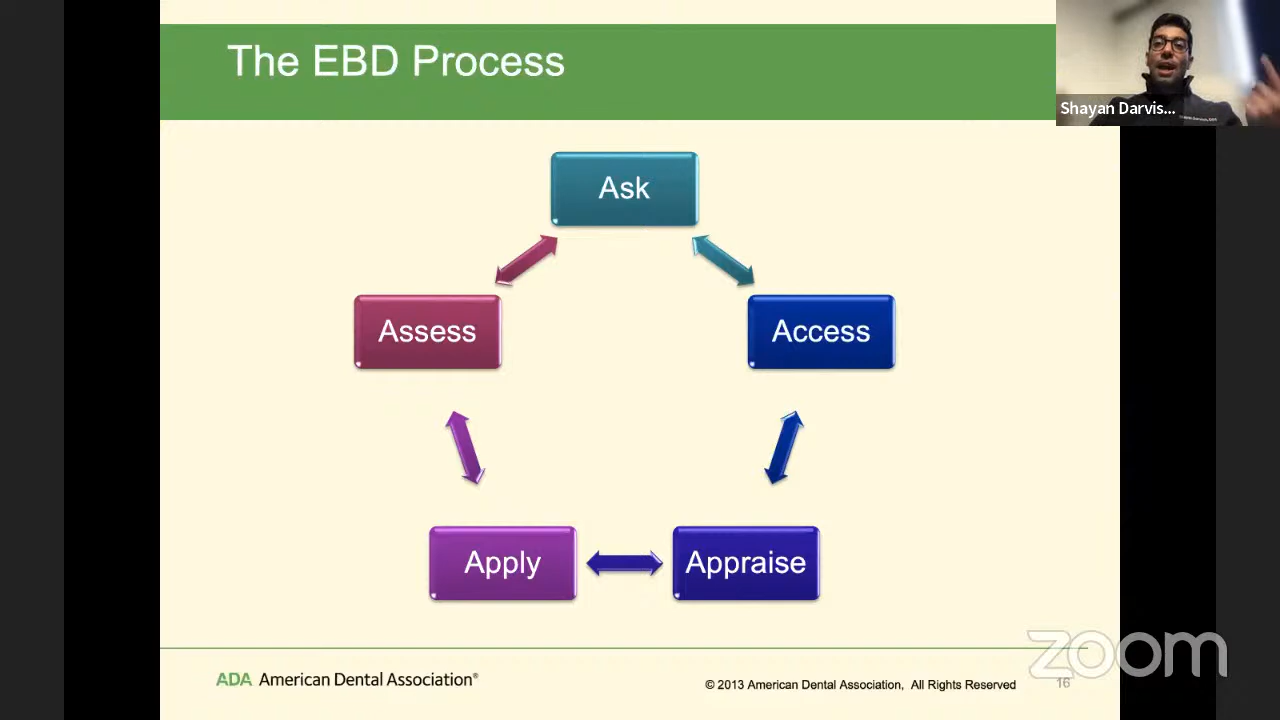 The EBD Process
Shayan Darvis...
Ask
Assess
Access
Apply
Appraise
ADA American Dental Association®
© 2013 American Dental Association, All Rights Reserved
16
zoom